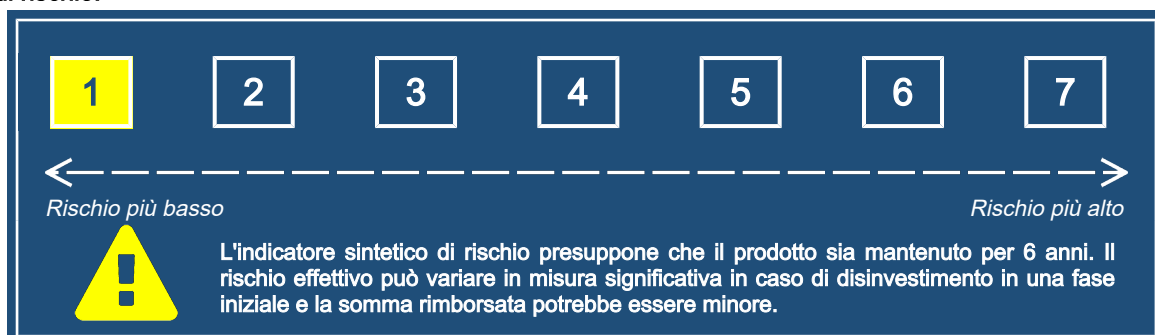 1 2 3 4 5 6 7
Rischio più basso Rischio più alto
L'indicatore sintetico di rischio presuppone che il prodotto sia mantenuto per 6 anni. Il
rischio effettivo può variare in misura significativa in caso di disinvestimento in una fase
iniziale e la somma rimborsata potrebbe essere minore.